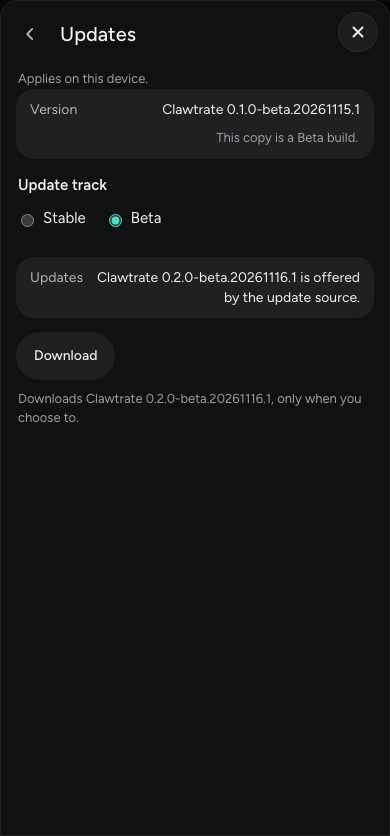 Updates
Applies on this device.
Version Clawtrate 0.1.0-beta.20261115.1
This copy is a Beta build.
Update track
Stable Beta
Updates Clawtrate 0.2.0-beta.20261116.1 is offered
by the update source.
Download
Downloads Clawtrate 0.2.0-beta.20261116.1, only when you
choose to.